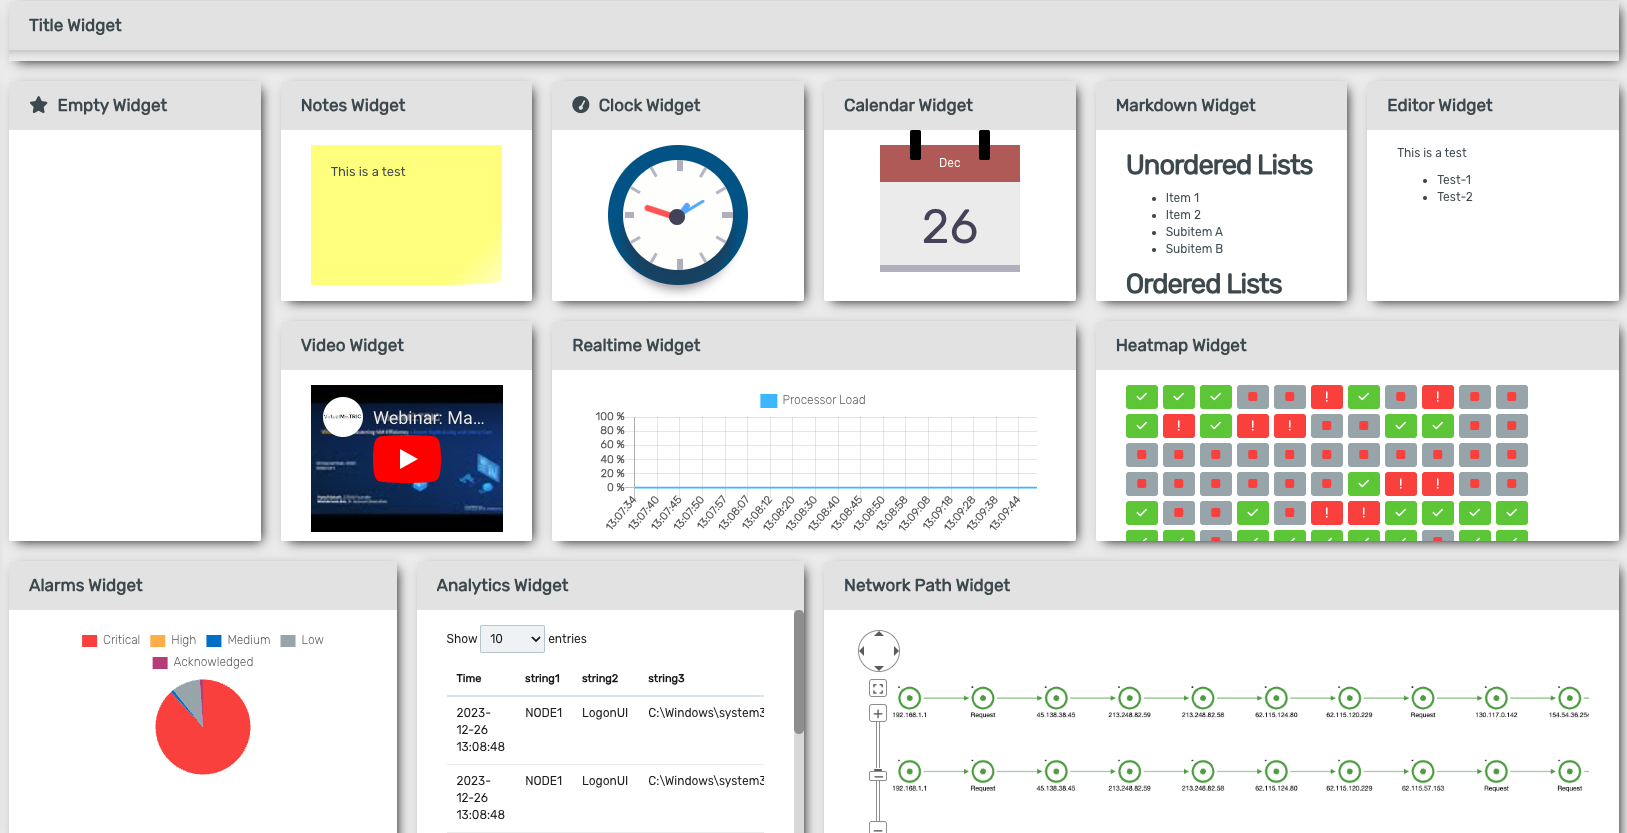 Title Widget
Empty Widget
Notes Widget
This is a test
Clock Widget
Calendar Widget
Dec
26
Markdown Widget
Unordered Lists
Item 1
Item 2
Subitem A
Subitem B
Ordered Lists
Editor Widget
This is a test
Test-1
Test-2
Video Widget
Webinar: Ma...
Realtime Widget
Processor Load
100 %
80 %
60 %
40 %
20 %
0 %
13:07:34 13:07:40 13:07:45 13:07:50 13:07:57 13:08:07 13:08:12 13:08:20 13:08:30 13:08:40 13:08:45 13:08:50 13:08:58 13:09:08 13:09:18 13:09:28 13:09:38 13:09:44
Heatmap Widget
Alarms Widget
Critical High Medium Low
Acknowledged
Analytics Widget
Show 10 entries
Time string1 string2 string3
2023-12-26 13:08:48 NODE1 LogonUI C:\Windows\system3
2023-12-26 13:08:48 NODE1 LogonUI C:\Windows\system3
Network Path Widget
192.168.1.1 Request 45.138.38.45 213.248.82.59 213.248.82.58 62.115.124.80 62.115.120.229 Request 130.117.0.142 154.54.36.254
192.168.1.1 Request 45.138.38.45 213.248.82.59 213.248.82.58 62.115.124.80 62.115.120.229 62.115.57.153 Request Request